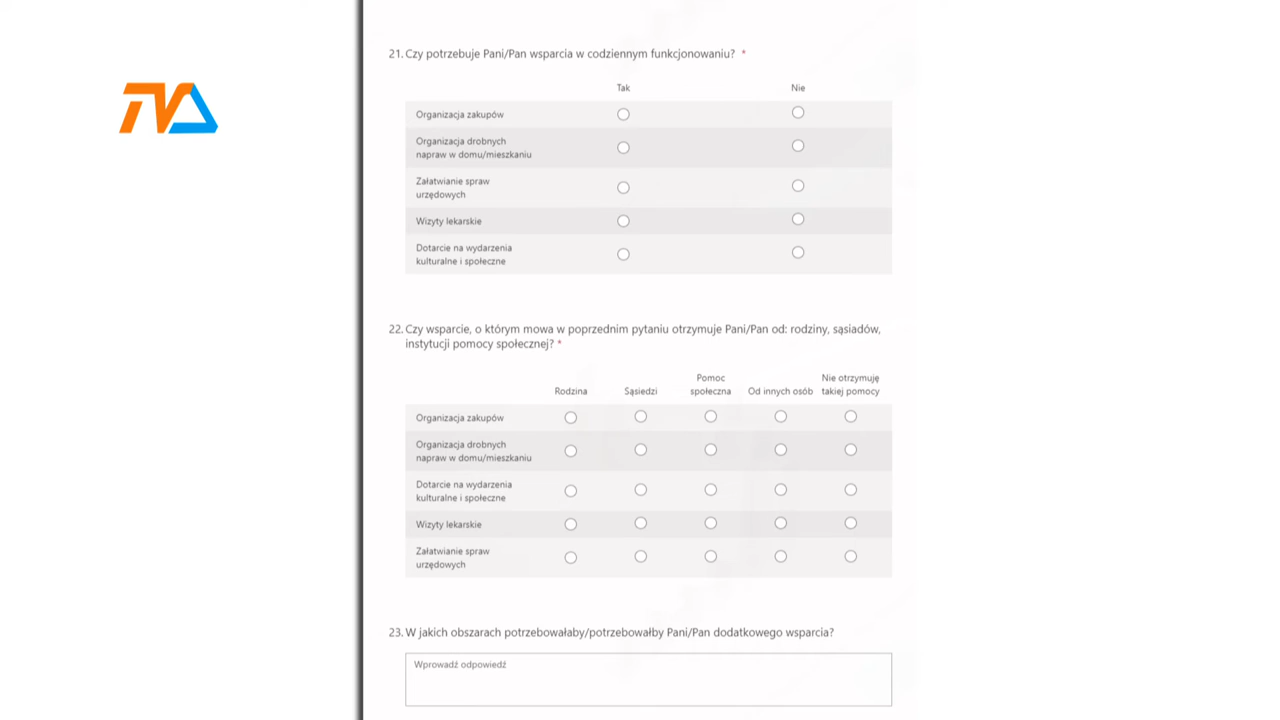 TVA
21. Czy potrzebuje Pani/Pan wsparcia w codziennym funkcjonowaniu? *
Tak Nie
Organizacja zakupów
Organizacja drobnych
napraw w domu/mieszkaniu
Załatwianie spraw
urzędowych
Wizyty lekarskie
Dotarcie na wydarzenia
kulturalne i społeczne
22. Czy wsparcie, o którym mowa w poprzednim pytaniu otrzymuje Pani/Pan od: rodziny, sąsiadów,
instytucji pomocy społecznej? *
Rodzina Sąsiedzi Pomoc
społeczna Od innych osób Nie otrzymuję
takiej pomocy
Organizacja zakupów
Organizacja drobnych
napraw w domu/mieszkaniu
Dotarcie na wydarzenia
kulturalne i społeczne
Wizyty lekarskie
Załatwianie spraw
urzędowych
23. W jakich obszarach potrzebowałaby/potrzebowałby Pani/Pan dodatkowego wsparcia?
Wprowadź odpowiedź